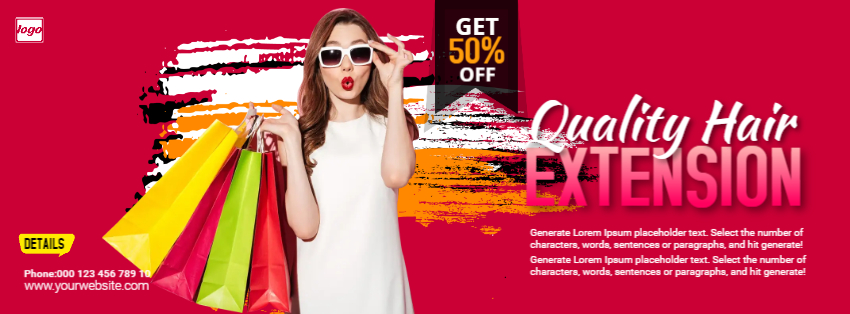 logo
GET
50%
OFF
Quality Hair
EXTENSION
Generate Lorem Ipsum placeholder text. Select the number of
characters, words, sentences or paragraphs, and hit generate!
Generate Lorem Ipsum placeholder text. Select the number of
characters, words, sentences or paragraphs, and hit generate!
DETAILS
Phone:000 123 456 789 10
www.yourwebsite.com